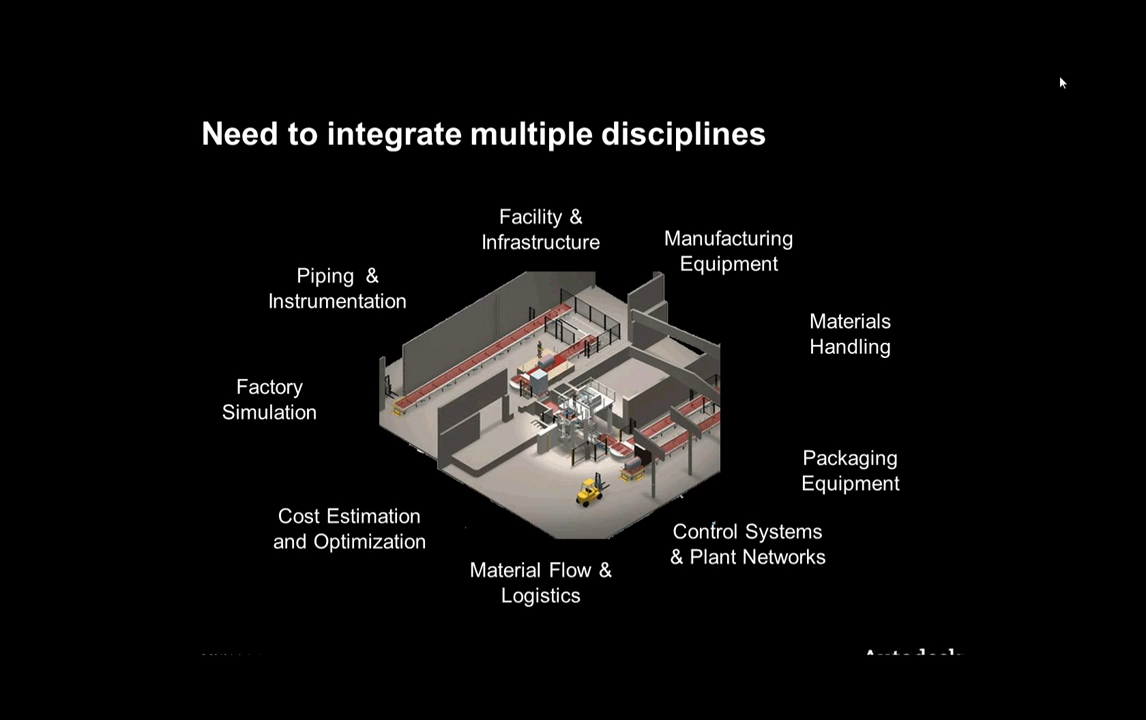 Need to integrate multiple disciplines
Facility &
Infrastructure
Manufacturing
Equipment
Piping &
Instrumentation
Materials
Handling
Factory
Simulation
Packaging
Equipment
Cost Estimation
and Optimization
Control Systems
& Plant Networks
Material Flow &
Logistics
Autodesk